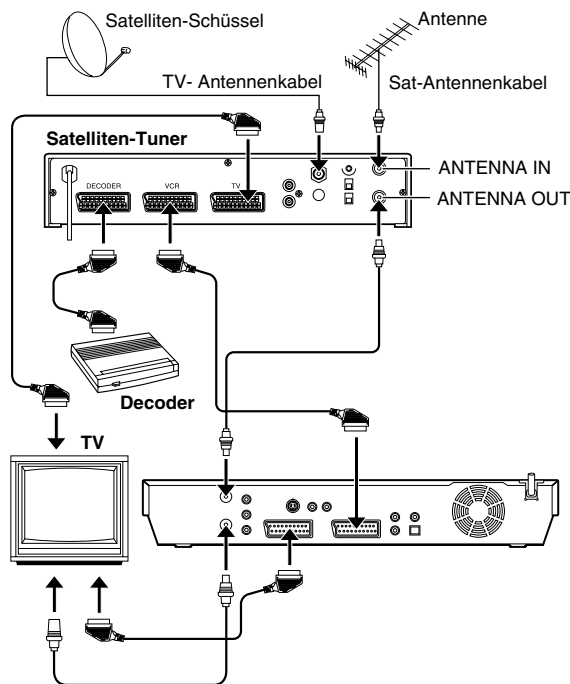 Satelliten-Schüssel
Antenne
TV- Antennenkabel
Sat-Antennenkabel
Satelliten-Tuner
ANTENNA IN
DECODER
VCR
TV
ANTENNA OUT
Decoder
TV